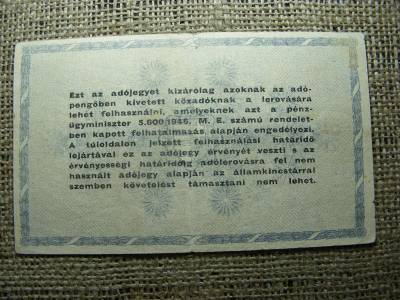 Ezt az adójegyet kizárólag azoknak az adó-
pengőben kivetett közadóknak a lerovására
lehet felhasználni, amelyeknek azt a pénz-
ügyminiszter 5.600/1946. M. E. számú rendelet-
ben kapott felhatalmazás alapján engedélyezi.
A túloldalon jelzett felhasználási határidő
lejártával ez az adójegy érvényét veszti s az
érvényességi határidőig adólerovásra fel nem
használt adójegy alapján az államkincstárral
szemben követelést támasztani nem lehet.